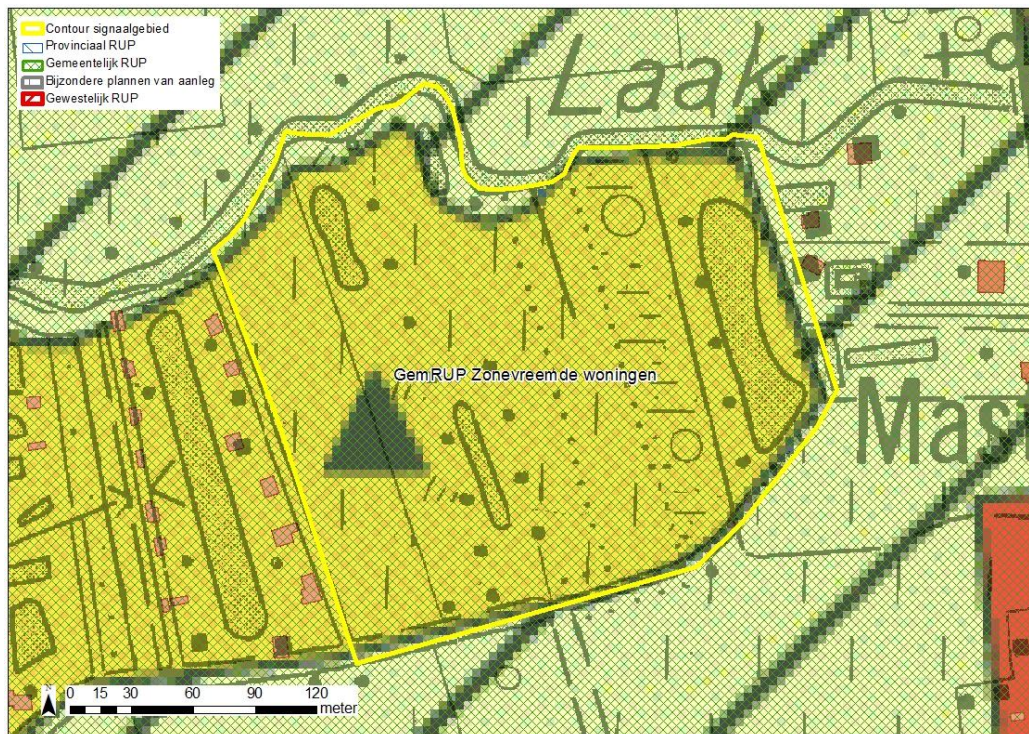 Contour signaalgebied
Provinciaal RUP
Gemeentelijk RUP
Bijzondere plannen van aanleg
Gewestelijk RUP
Laak
GemRUP Zonevreemde woningen
Mas
0 15 30 60 90 120
meter